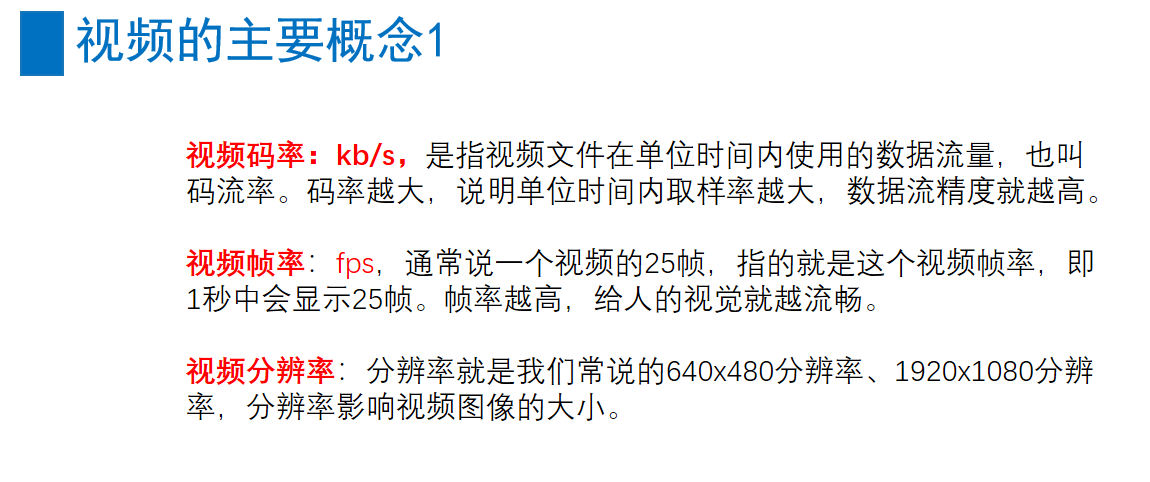 视频的主要概念1
视频码率：kb/s，是指视频文件在单位时间内使用的数据流量，也叫
码流率。码率越大，说明单位时间内取样率越大，数据流精度就越高。
视频帧率：fps，通常说一个视频的25帧，指的就是这个视频帧率，即
1秒中会显示25帧。帧率越高，给人的视觉就越流畅。
视频分辨率：分辨率就是我们常说的640x480分辨率、1920x1080分辨
率，分辨率影响视频图像的大小。